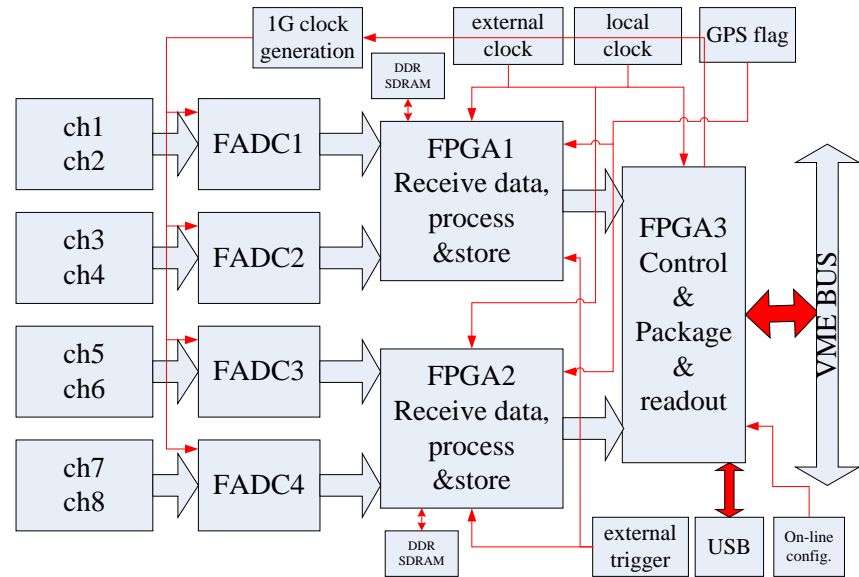 1G clock
generation
external
clock
local
clock
GPS flag
DDR
SDRAM
ch1
ch2
FADC1
FPGA1
Receive data,
process
&store
ch3
ch4
FADC2
FPGA3
Control
&
Package
&
readout
VME BUS
ch5
ch6
FADC3
FPGA2
Receive data,
process
&store
ch7
ch8
FADC4
DDR
SDRAM
external
trigger
USB
On-line
config.